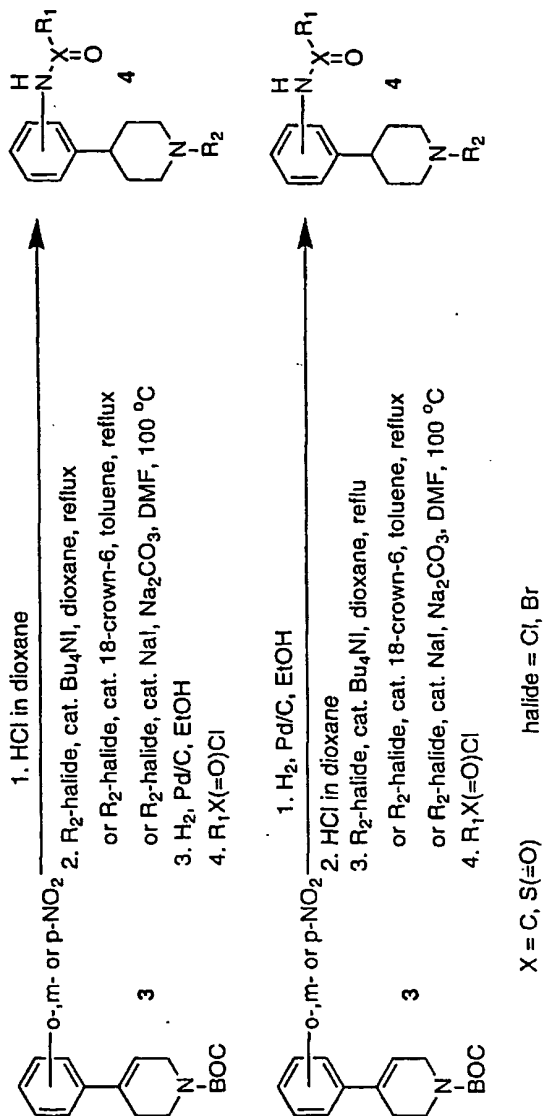 o-,m- or p-NO2
N
BOC
3
1. HCl in dioxane
2. R2-halide, cat. Bu4NI, dioxane, reflux
or R2-halide, cat. 18-crown-6, toluene, reflux
or R2-halide, cat. NaI, Na2CO3, DMF, 100 °C
3. H2, Pd/C, EtOH
4. R1X(=O)Cl
H
N
X
R1
O
N
R2
4
o-,m- or p-NO2
N
BOC
3
1. H2, Pd/C, EtOH
2. HCl in dioxane
3. R2-halide, cat. Bu4NI, dioxane, reflu
or R2-halide, cat. 18-crown-6, toluene, reflux
or R2-halide, cat. NaI, Na2CO3, DMF, 100 °C
4. R1X(=O)Cl
H
N
X
R1
O
N
R2
4
X = C, S(=O) halide = Cl, Br